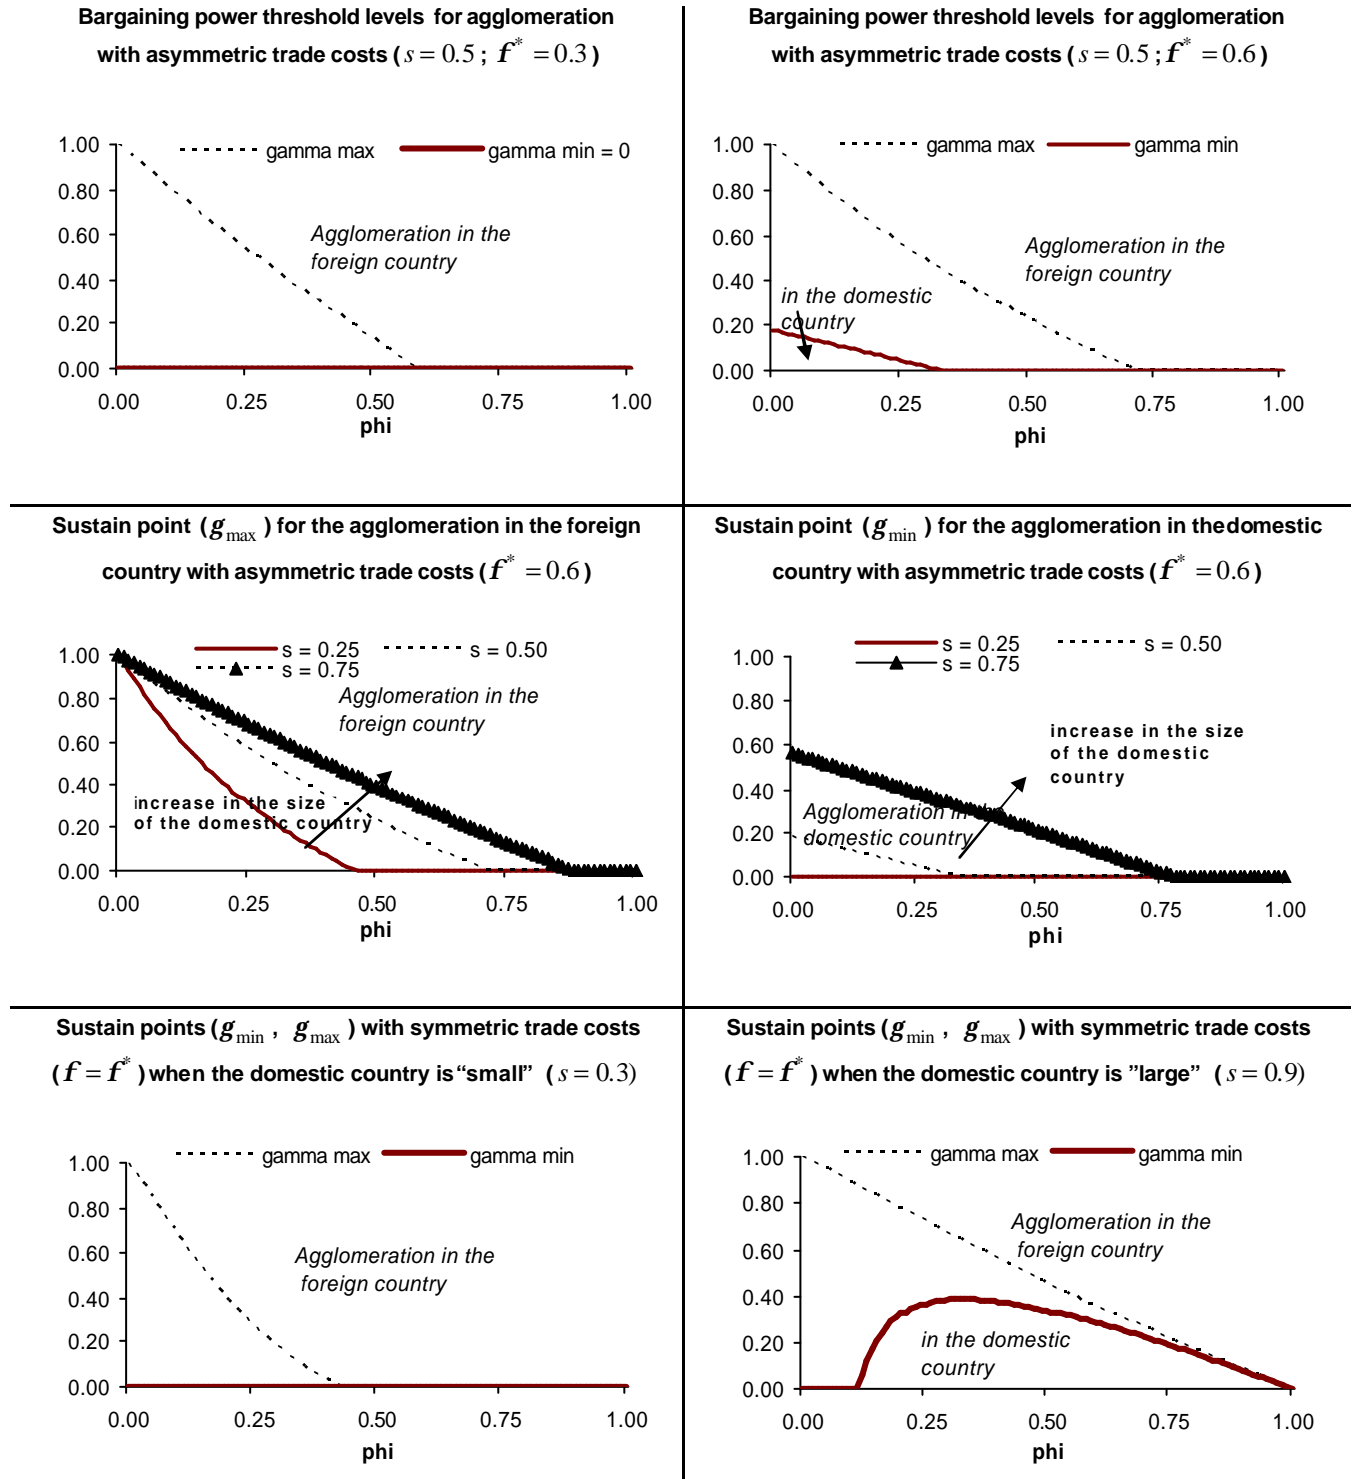 Bargaining power threshold levels for agglomeration
with asymmetric trade costs ( s = 0.5 ; f* = 0.3 )
gamma max
gamma min = 0
1.00
0.80
0.60
0.40
0.20
0.00
Agglomeration in the
foreign country
0.00 0.25 0.50 0.75 1.00
phi
Bargaining power threshold levels for agglomeration
with asymmetric trade costs ( s = 0.5 ; f* = 0.6 )
gamma max
gamma min
1.00
0.80
0.60
0.40
0.20
0.00
Agglomeration in the
foreign country
in the domestic
country
0.00 0.25 0.50 0.75 1.00
phi
Sustain point ( g max ) for the agglomeration in the foreign
country with asymmetric trade costs ( f* = 0.6 )
s = 0.25
s = 0.50
s = 0.75
1.00
0.80
0.60
0.40
0.20
0.00
Agglomeration in the
foreign country
increase in the size
of the domestic country
0.00 0.25 0.50 0.75 1.00
phi
Sustain point ( g min ) for the agglomeration in thedomestic
country with asymmetric trade costs ( f* = 0.6 )
s = 0.25
s = 0.50
s = 0.75
1.00
0.80
0.60
0.40
0.20
0.00
increase in the size
of the domestic
country
Agglomeration in
domestic country
0.00 0.25 0.50 0.75 1.00
phi
Sustain points ( g min , g max ) with symmetric trade costs
( f = f* ) when the domestic country is “small” ( s = 0.3)
gamma max
gamma min
1.00
0.80
0.60
0.40
0.20
0.00
Agglomeration in the
foreign country
0.00 0.25 0.50 0.75 1.00
phi
Sustain points ( g min , g max ) with symmetric trade costs
( f = f* ) when the domestic country is ”large” ( s = 0.9)
gamma max
gamma min
1.00
0.80
0.60
0.40
0.20
0.00
Agglomeration in the
foreign country
in the domestic
country
0.00 0.25 0.50 0.75 1.00
phi